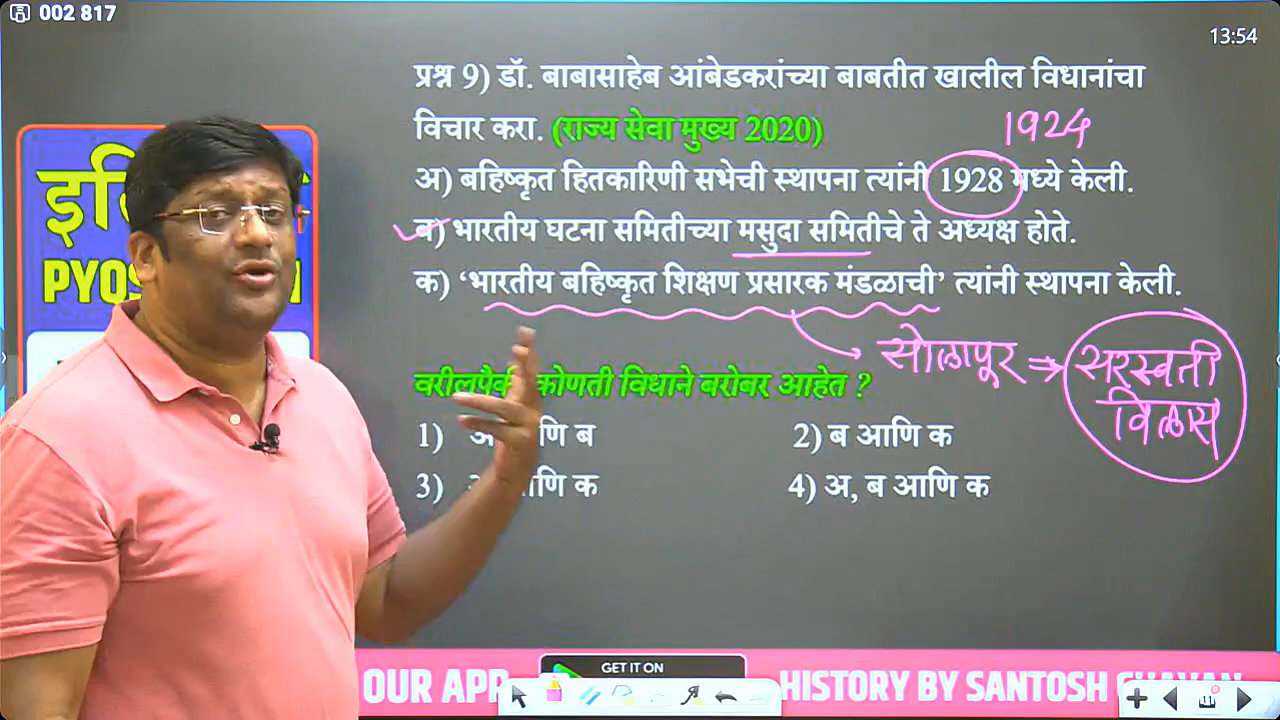 002 817
13:54
प्रश्न 9) डॉ. बाबासाहेब आंबेडकरांच्या बाबतीत खालील विधानांचा
विचार करा. (राज्य सेवा मुख्य 2020)
1924
अ) बहिष्कृत हितकारिणी सभेची स्थापना त्यांनी 1928 मध्ये केली.
ब) भारतीय घटना समितीच्या मसुदा समितीचे ते अध्यक्ष होते.
क) ‘भारतीय बहिष्कृत शिक्षण प्रसारक मंडळाची’ त्यांनी स्थापना केली.
सोलापूर ⇒ सरस्वती
विलास
वरीलपैकी कोणती विधाने बरोबर आहेत ?
1) अ आणि ब
2) ब आणि क
3) आणि क
4) अ, ब आणि क
OUR APP
GET IT ON
HISTORY BY SANTOSH